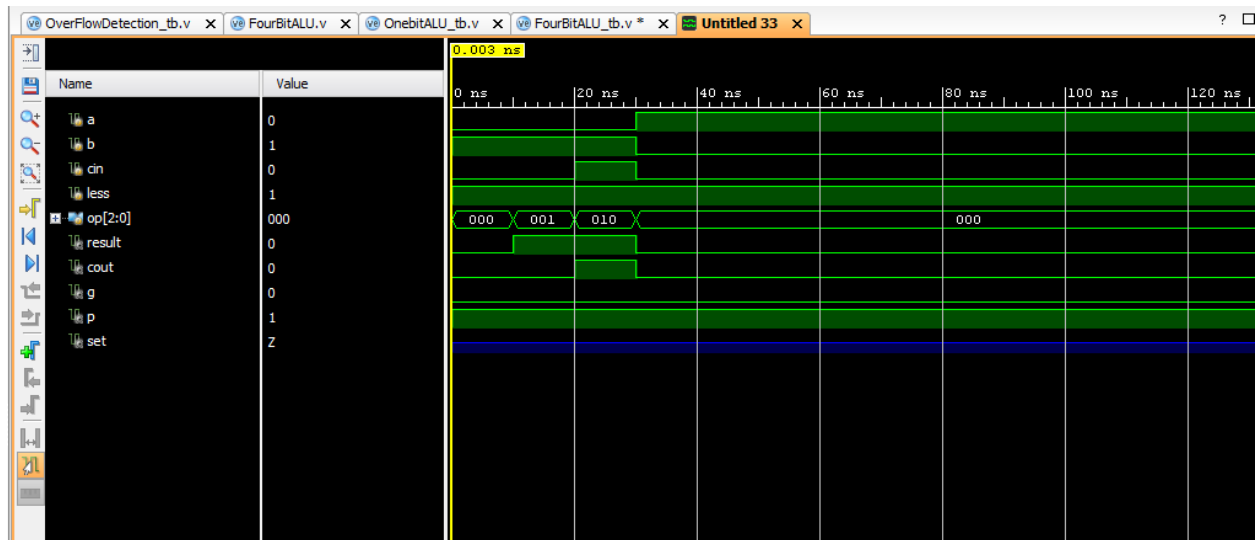 OverFlowDetection_tb.v X FourBitALU.v X OnebitALU_tb.v X FourBitALU_tb.v * X Untitled 33 X ?
0.003 ns
Name Value
0 ns 20 ns 40 ns 60 ns 80 ns 100 ns 120 ns
a 0
b 1
cin 0
less 1
op[2:0] 000 000 001 010 000
result 0
cout 0
g 0
p 1
set Z